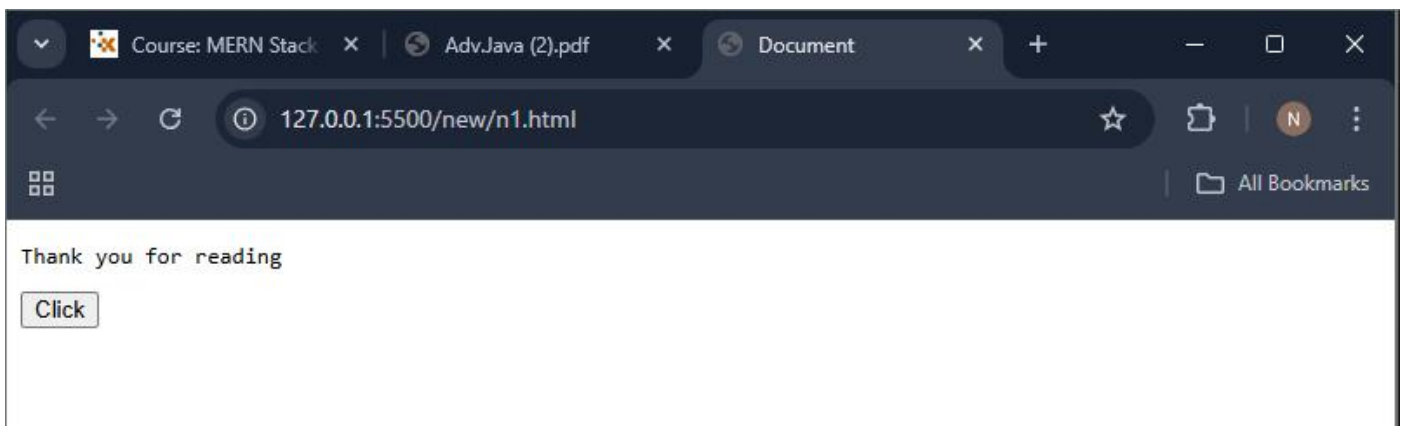 Course: MERN Stack
Adv.Java (2).pdf
Document
127.0.0.1:5500/new/n1.html
N
All Bookmarks
Thank you for reading
Click